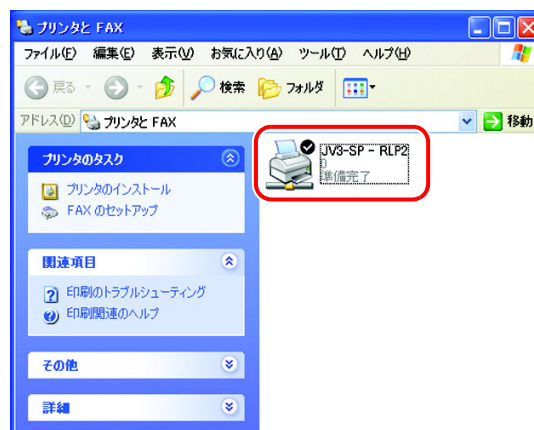 プリンタと FAX
ファイル(F) 編集(E) 表示(V) お気に入り(A) ツール(T) ヘルプ(H)
戻る 検索 フォルダ
アドレス(D) プリンタと FAX 移動
プリンタのタスク
プリンタのインストール
FAX のセットアップ
関連項目
印刷のトラブルシューティング
印刷関連のヘルプ
その他
詳細
JV3-SP - RLP2
0
準備完了